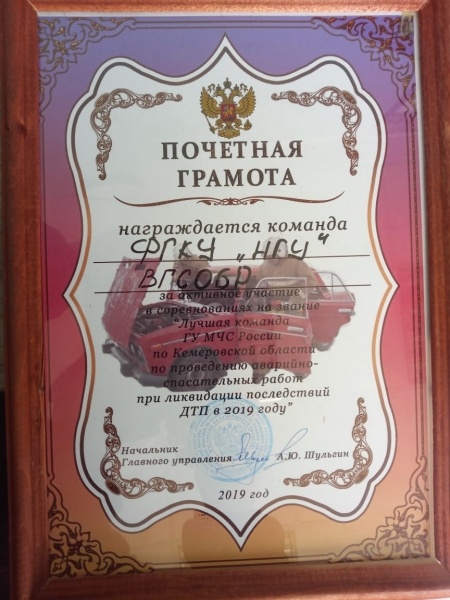 ПОЧЕТНАЯ
ГРАМОТА
награждается команда
ФГКУ „НГУ“
ВГСОБР
за активное участие
в соревнованиях на звание
"Лучшая команда
ГУ МЧС России
по Кемеровской области
по проведению аварийно-
спасательных работ
при ликвидации последствий
ДТП в 2019 году"
Начальник
Главного управления А.Ю. Шульгин
2019 год